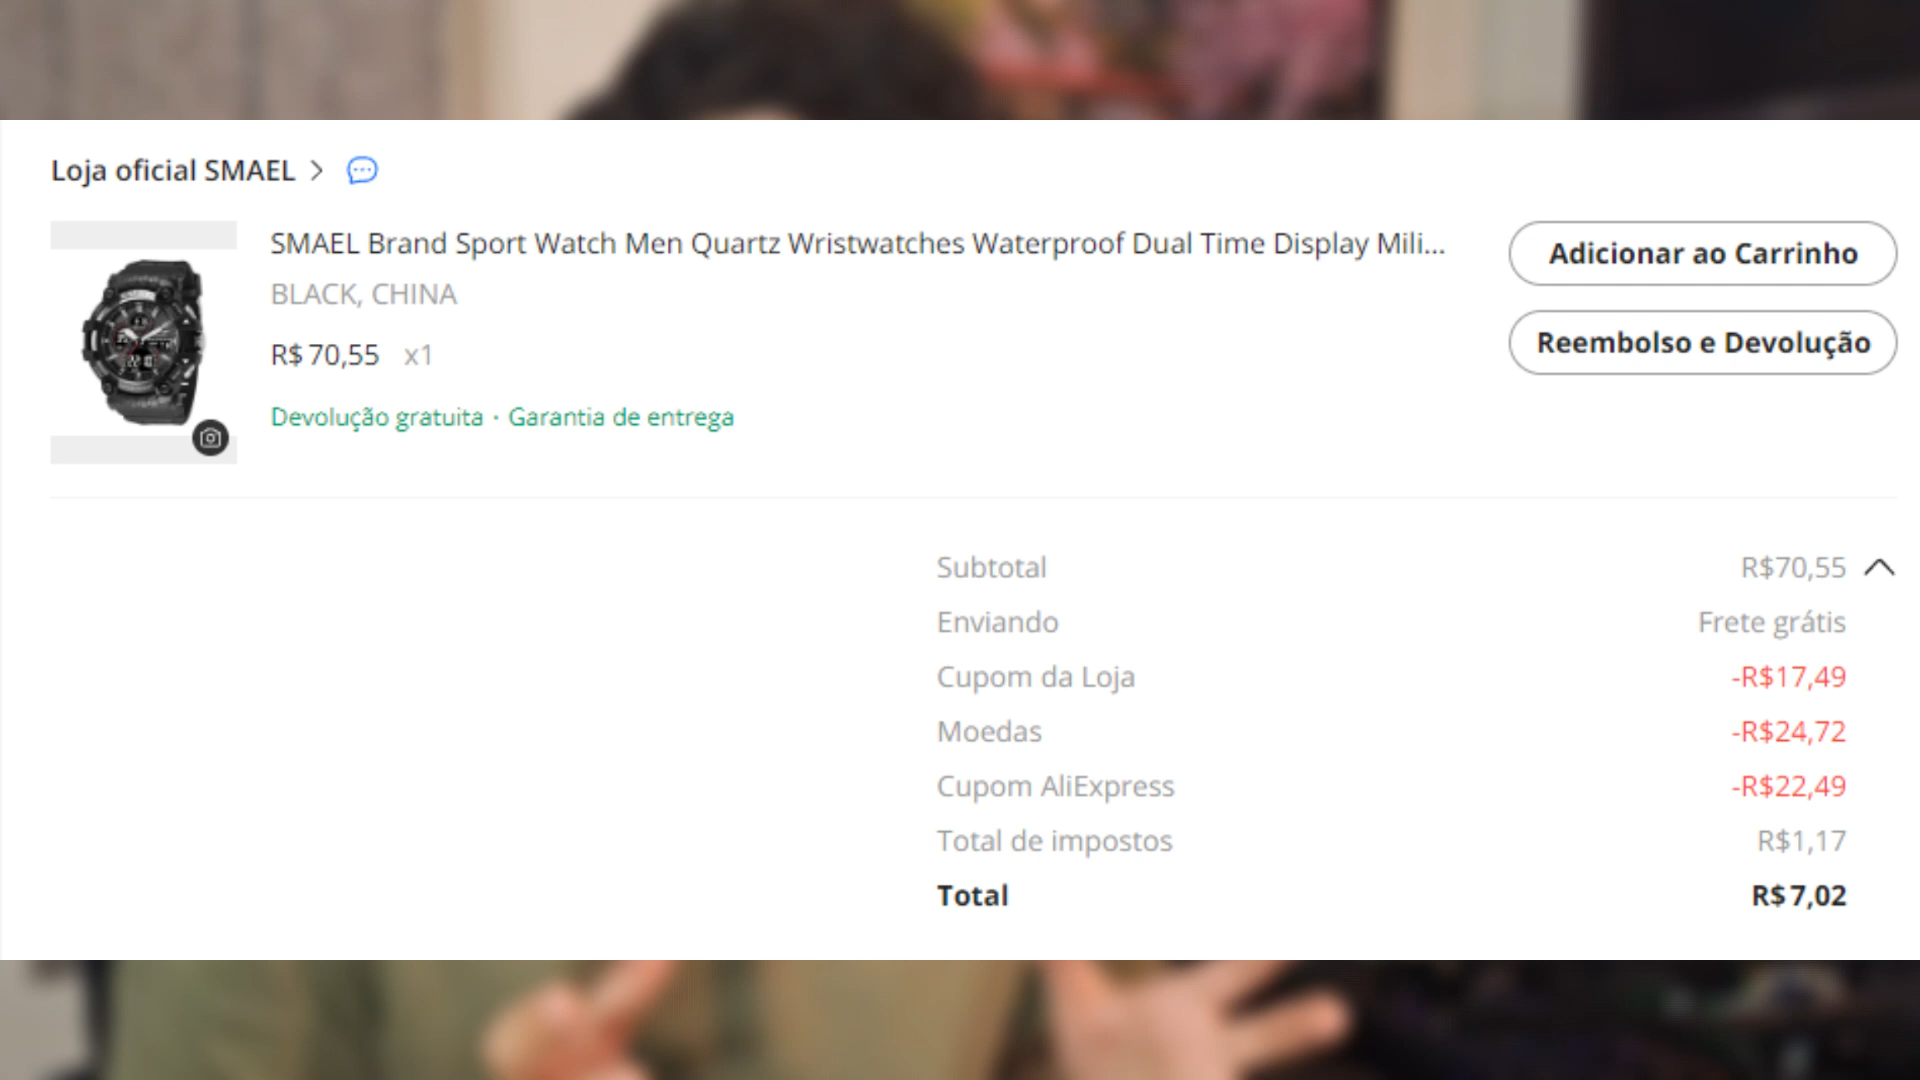 Loja oficial SMAEL >
SMAEL Brand Sport Watch Men Quartz Wristwatches Waterproof Dual Time Display Mili...
BLACK, CHINA
R$70,55 x1
Devolução gratuita · Garantia de entrega
Adicionar ao Carrinho
Reembolso e Devolução
Subtotal R$70,55
Enviando Frete grátis
Cupom da Loja -R$17,49
Moedas -R$24,72
Cupom AliExpress -R$22,49
Total de impostos R$1,17
Total R$7,02